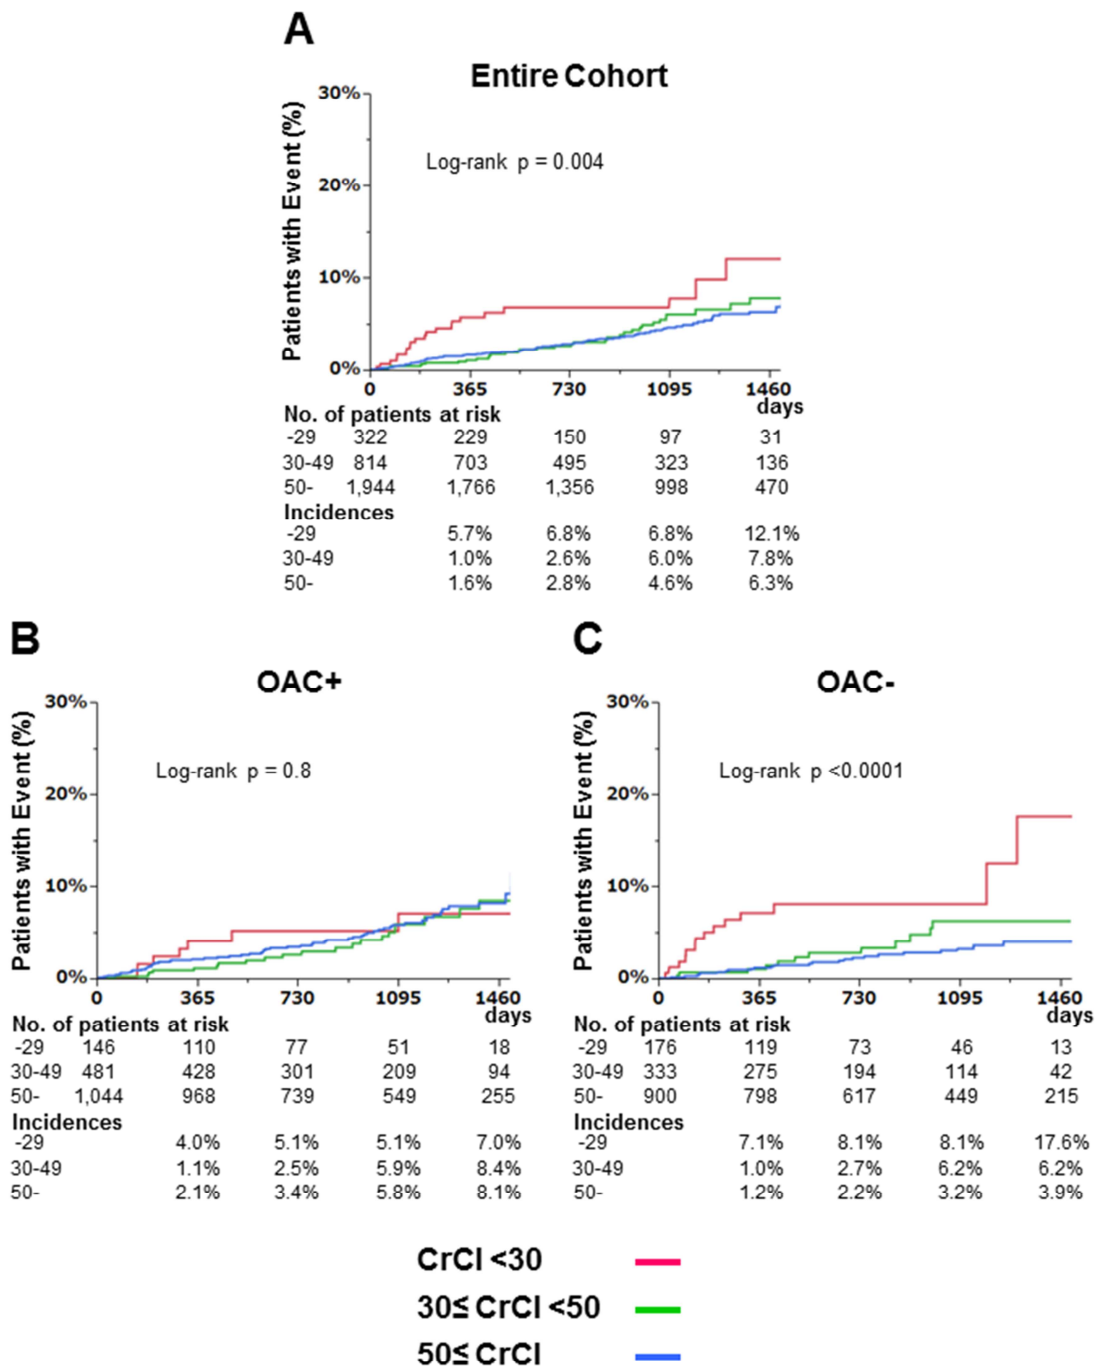 A
Entire Cohort
Patients with Event (%)
30%
20%
10%
0%
Log-rank p = 0.004
0 365 730 1095 1460
days
No. of patients at risk
-29 322 229 150 97 31
30-49 814 703 495 323 136
50- 1,944 1,766 1,356 998 470
Incidences
-29 5.7% 6.8% 6.8% 12.1%
30-49 1.0% 2.6% 6.0% 7.8%
50- 1.6% 2.8% 4.6% 6.3%
B
OAC+
Patients with Event (%)
30%
20%
10%
0%
Log-rank p = 0.8
0 365 730 1095 1460
days
No. of patients at risk
-29 146 110 77 51 18
30-49 481 428 301 209 94
50- 1,044 968 739 549 255
Incidences
-29 4.0% 5.1% 5.1% 7.0%
30-49 1.1% 2.5% 5.9% 8.4%
50- 2.1% 3.4% 5.8% 8.1%
C
OAC-
Patients with Event (%)
30%
20%
10%
0%
Log-rank p <0.0001
0 365 730 1095 1460
days
No. of patients at risk
-29 176 119 73 46 13
30-49 333 275 194 114 42
50- 900 798 617 449 215
Incidences
-29 7.1% 8.1% 8.1% 17.6%
30-49 1.0% 2.7% 6.2% 6.2%
50- 1.2% 2.2% 3.2% 3.9%
CrCl <30
30≤ CrCl <50
50≤ CrCl